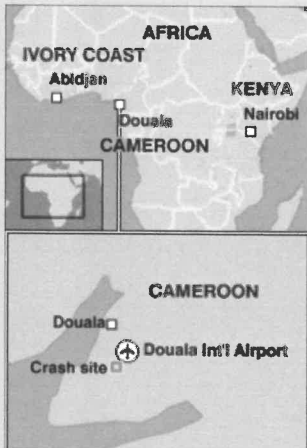 AFRICA
IVORY COAST
Abidjan
KENYA
Nairobi
Douala
CAMEROON
CAMEROON
Douala
Douala Int'l Airport
Crash site